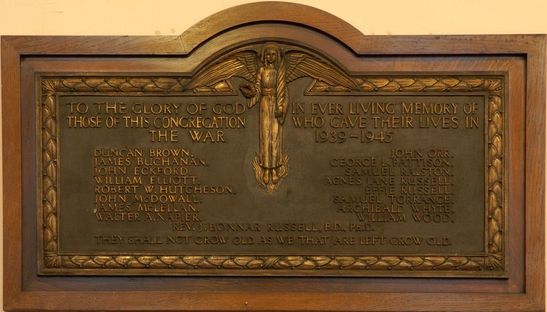 TO THE GLORY OF GOD IN EVER LIVING MEMORY OF
THOSE OF THIS CONGREGATION WHO GAVE THEIR LIVES IN
THE WAR 1939-1945
DUNCAN BROWN. JOHN ORR.
JAMES BUCHANAN. GEORGE L. PATTISON.
JOHN ECKFORD. SAMUEL RALSTON.
WILLIAM ELLIOTT. AGNES JANE RUSSELL.
ROBERT W. HUTCHESON. EFFIE RUSSELL.
JOHN McDOWALL. SAMUEL TORRANCE.
JAMES McLELLAN. ARCHIBALD WHYTE.
WALTER A. NAPIER. WILLIAM WOOD.
REV. J. BONNAR RUSSELL, B.D., Ph.D.
THEY SHALL NOT GROW OLD AS WE THAT ARE LEFT GROW OLD.